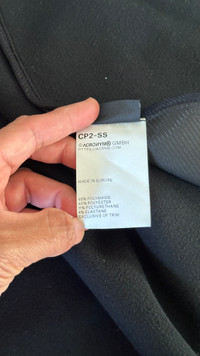 CP2-SS
©ACRONYM® GMBH
MADE IN EUROPE
POLYAMIDE
POLYESTER
POLYURETHANE
ELASTANE
EXCLUSIVE OF TRIM